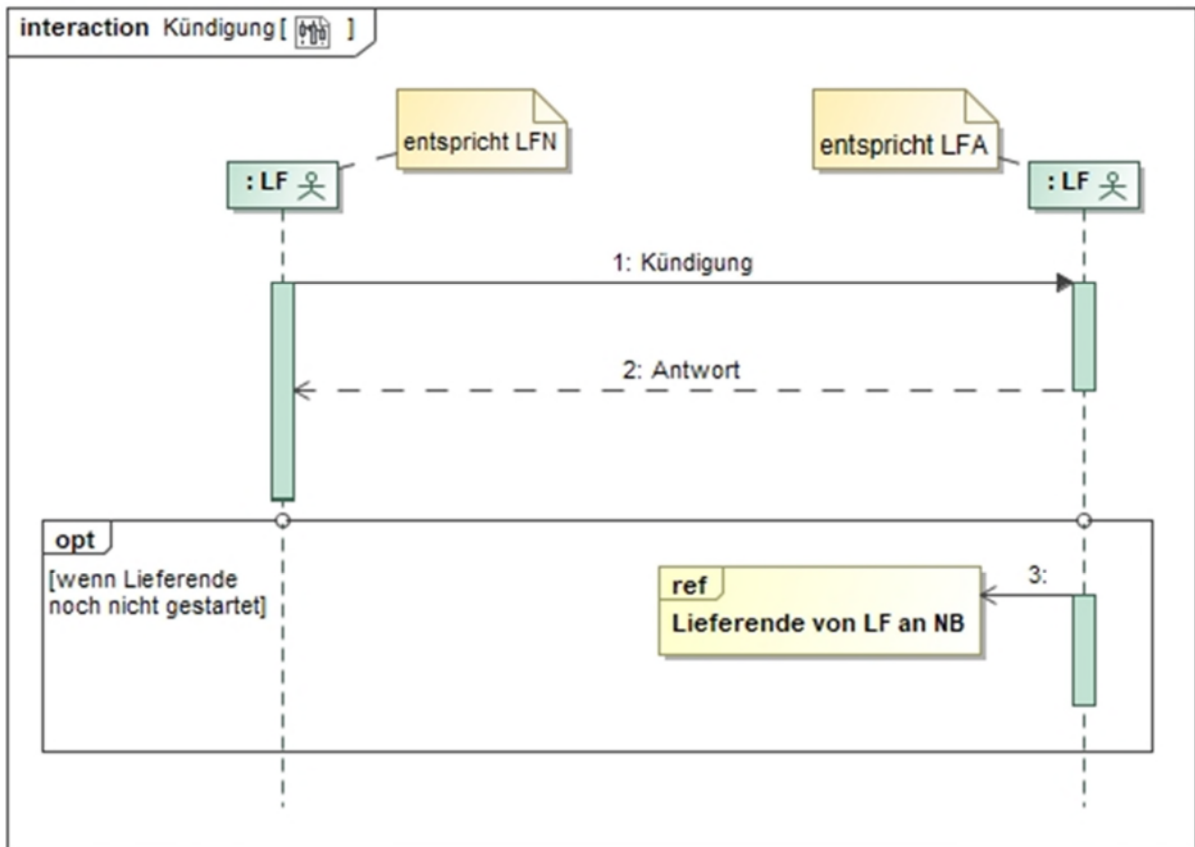 interaction Kündigung [ ]
entspricht LFN
entspricht LFA
: LF
: LF
1: Kündigung
2: Antwort
opt
[wenn Lieferende
noch nicht gestartet]
3:
ref
Lieferende von LF an NB